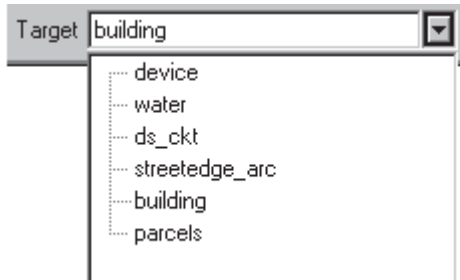 Target building
device
water
ds_ckt
streetedge_arc
building
parcels